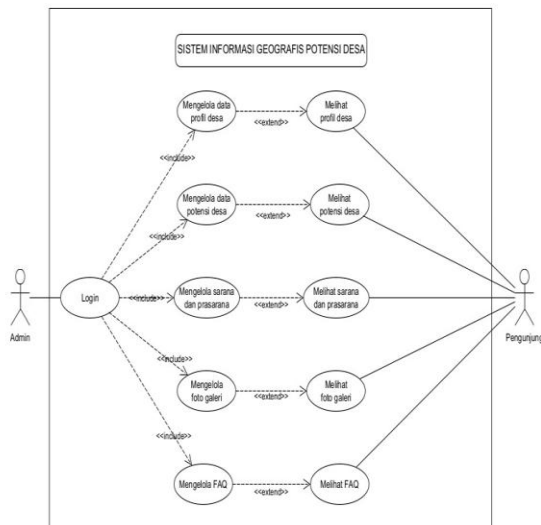 SISTEM INFORMASI GEOGRAFIS POTENSI DESA
Mengelola data
profil desa
<<extend>>
Melihat
profil desa
<<include>>
Mengelola data
potensi desa
<<extend>>
Melihat
potensi desa
<<include>>
Admin
Login
<<include>>
Mengelola sarana
dan prasarana
<<extend>>
Melihat sarana
dan prasarana
Pengunjung
<<include>>
Mengelola
foto galeri
<<extend>>
Melihat
foto galeri
<<include>>
Mengelola FAQ
<<extend>>
Melihat FAQ